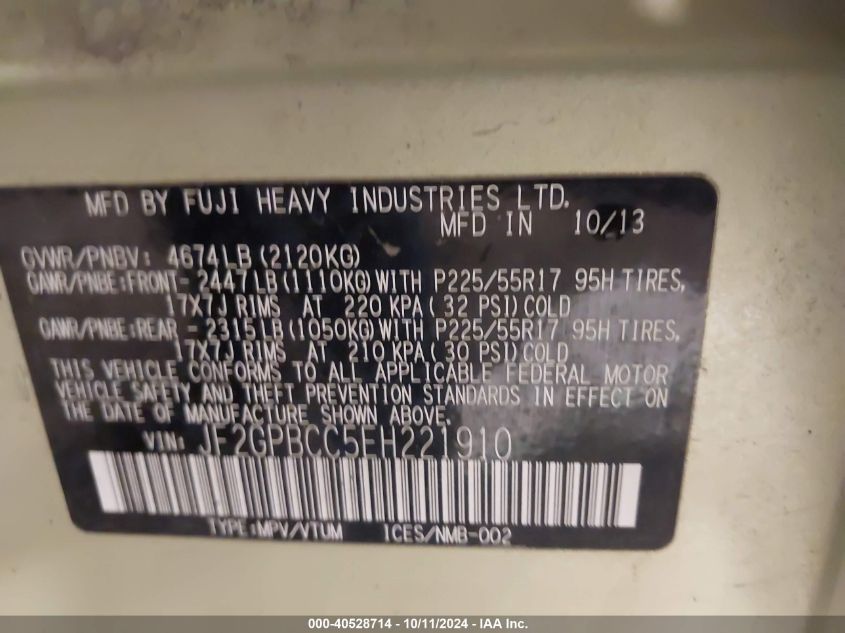 MFD BY FUJI HEAVY INDUSTRIES LTD.
MFD IN 10/13
GVWR/PNBV: 4674LB (2120KG)
GAWR/PNBE:FRONT- 2447LB (1110KG) WITH P225/55R17 95H TIRES,
17X7J RIMS AT 220 KPA ( 32 PSI) COLD
GAWR/PNBE:REAR - 2315LB (1050KG) WITH P225/55R17 95H TIRES,
17X7J RIMS AT 210 KPA ( 30 PSI) COLD
THIS VEHICLE CONFORMS TO ALL APPLICABLE FEDERAL MOTOR
VEHICLE SAFETY AND THEFT PREVENTION STANDARDS IN EFFECT ON
THE DATE OF MANUFACTURE SHOWN ABOVE.
VIN: JF2GPBCC5EH221910
TYPE:MPV/VTUM ICES/NMB-002
000-40528714 - 10/11/2024 - IAAI.com